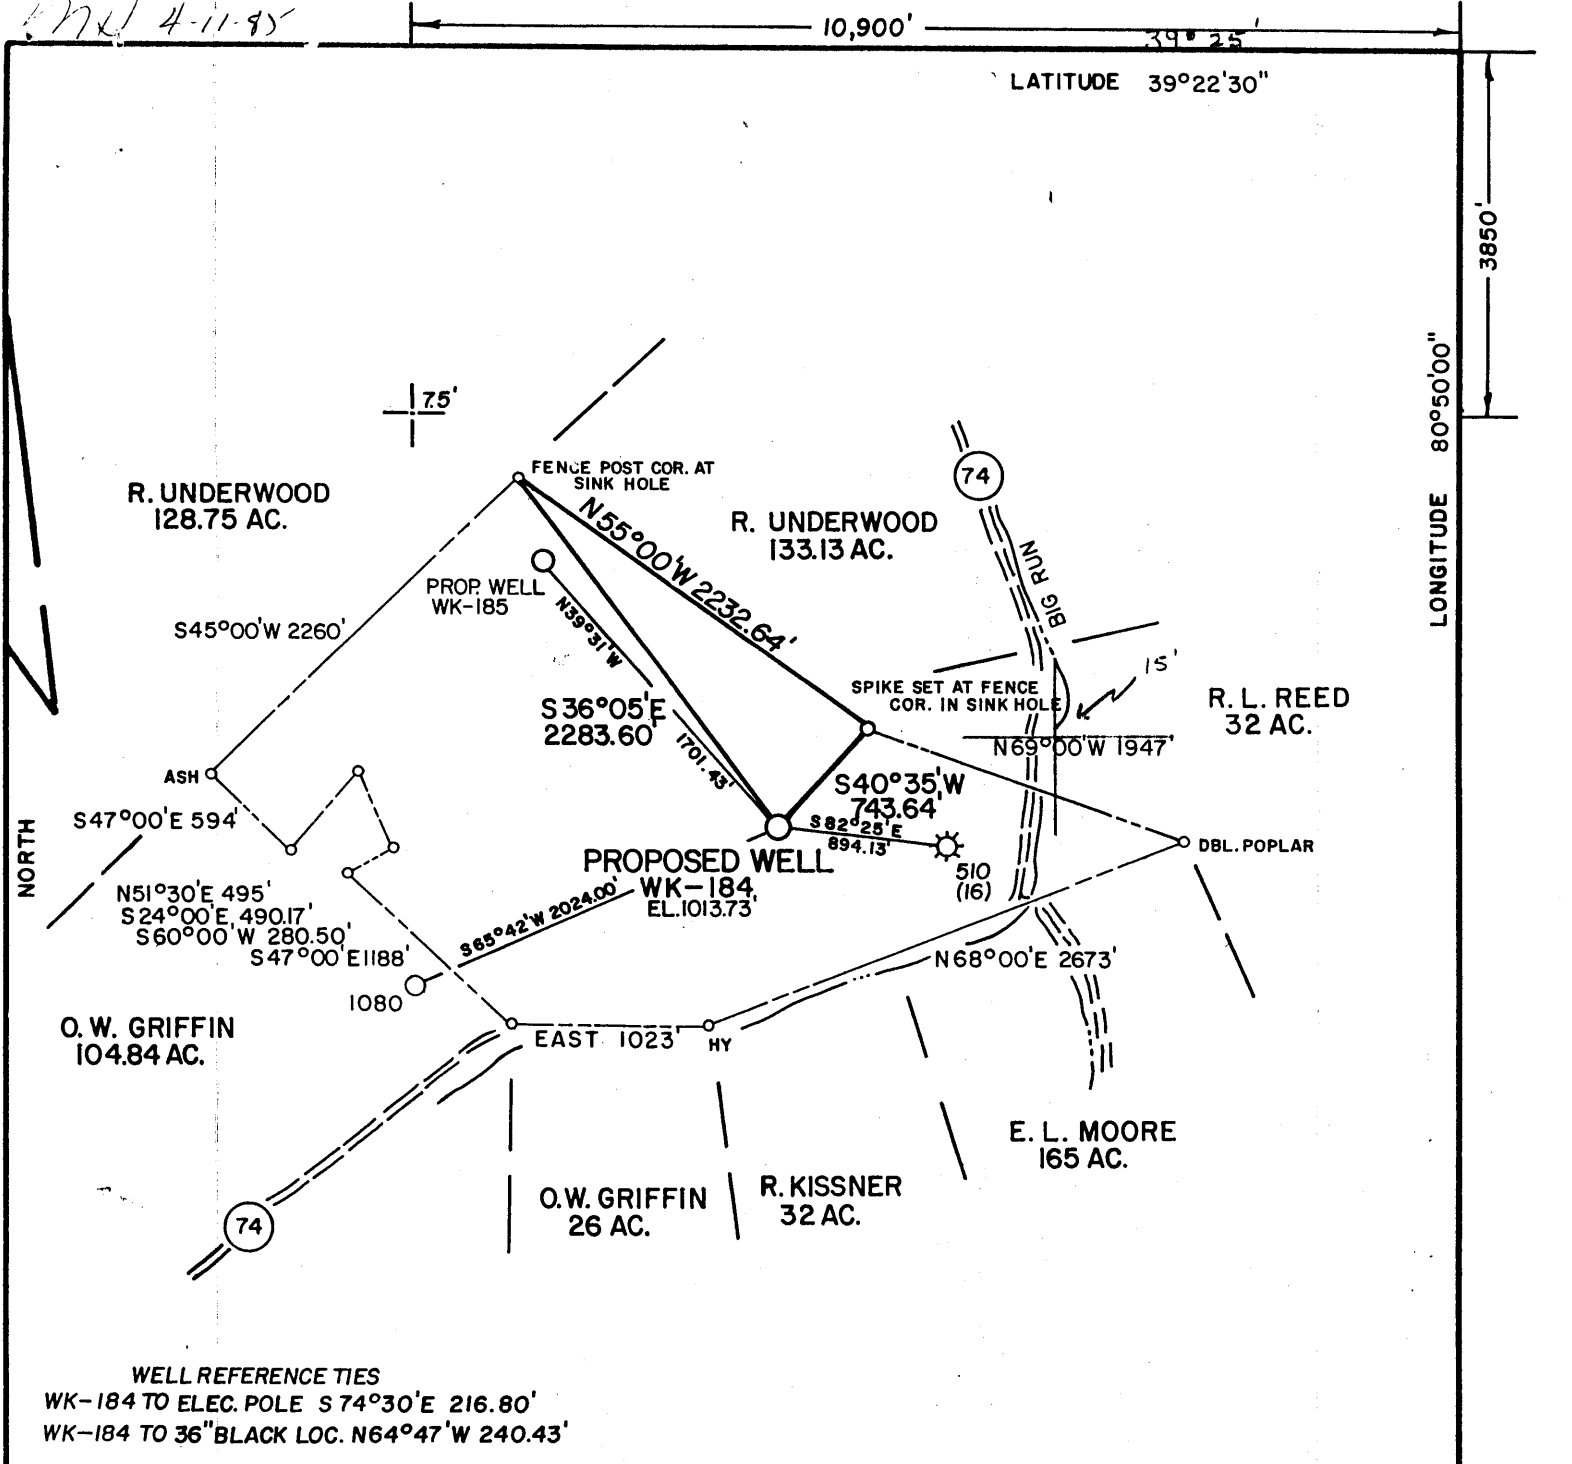 4-11-85
10,900'
39° 25'
LATITUDE 39°22'30"
3850'
LONGITUDE 80°50'00"
7.5'
FENCE POST COR. AT
SINK HOLE
74
R. UNDERWOOD
128.75 AC.
R. UNDERWOOD
133.13 AC.
N55°00'W 2232.64'
BIG RUN
PROP. WELL
WK-185
N39°31'W
1701.43'
S45°00'W 2260'
S36°05'E
2283.60'
SPIKE SET AT FENCE
COR. IN SINK HOLE
15'
R. L. REED
32 AC.
N69°00'W 1947'
ASH
S40°35'W
743.64'
S82°25'E
894.13'
S47°00'E 594'
DBL. POPLAR
NORTH
PROPOSED WELL
WK-184
EL.1013.73'
510
(16)
N51°30'E 495'
S24°00'E 490.17'
S60°00'W 280.50'
S47°00'E 1188'
S65°42'W 2024.00'
N68°00'E 2673'
1080
O. W. GRIFFIN
104.84 AC.
EAST 1023'
HY
E. L. MOORE
165 AC.
O.W. GRIFFIN
26 AC.
R. KISSNER
32 AC.
74
WELL REFERENCE TIES
WK-184 TO ELEC. POLE S 74°30'E 216.80'
WK-184 TO 36" BLACK LOC. N64°47'W 240.43'